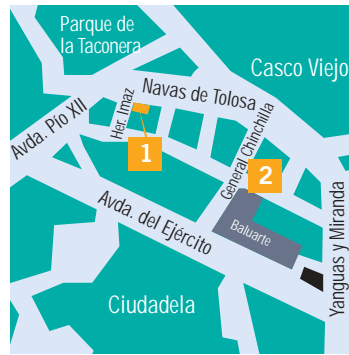 Parque de
la Taconera
Casco Viejo
Navas de Tolosa
Her. Imaz
Avda. Pío XII
General Chinchilla
1
2
Avda. del Ejército
Baluarte
Yanguas y Miranda
Ciudadela